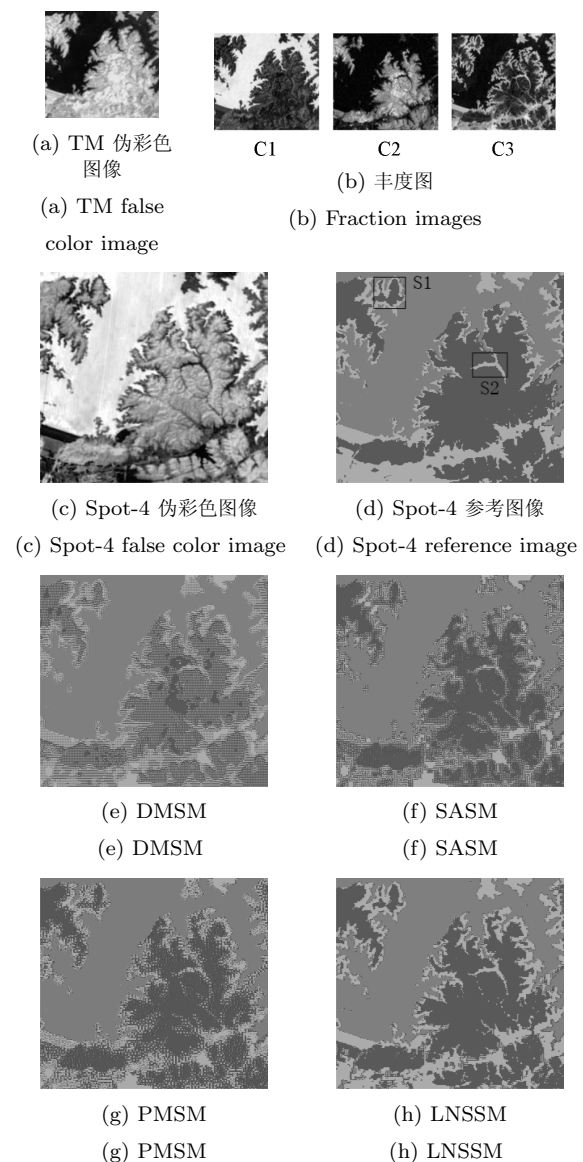 C1 C2 C3
(a) TM 伪彩色
图像
(a) TM false
color image
(b) 丰度图
(b) Fraction images
S1
S2
(c) Spot-4 伪彩色图像
(c) Spot-4 false color image
(d) Spot-4 参考图像
(d) Spot-4 reference image
(e) DMSM
(e) DMSM
(f) SASM
(f) SASM
(g) PMSM
(g) PMSM
(h) LNSSM
(h) LNSSM